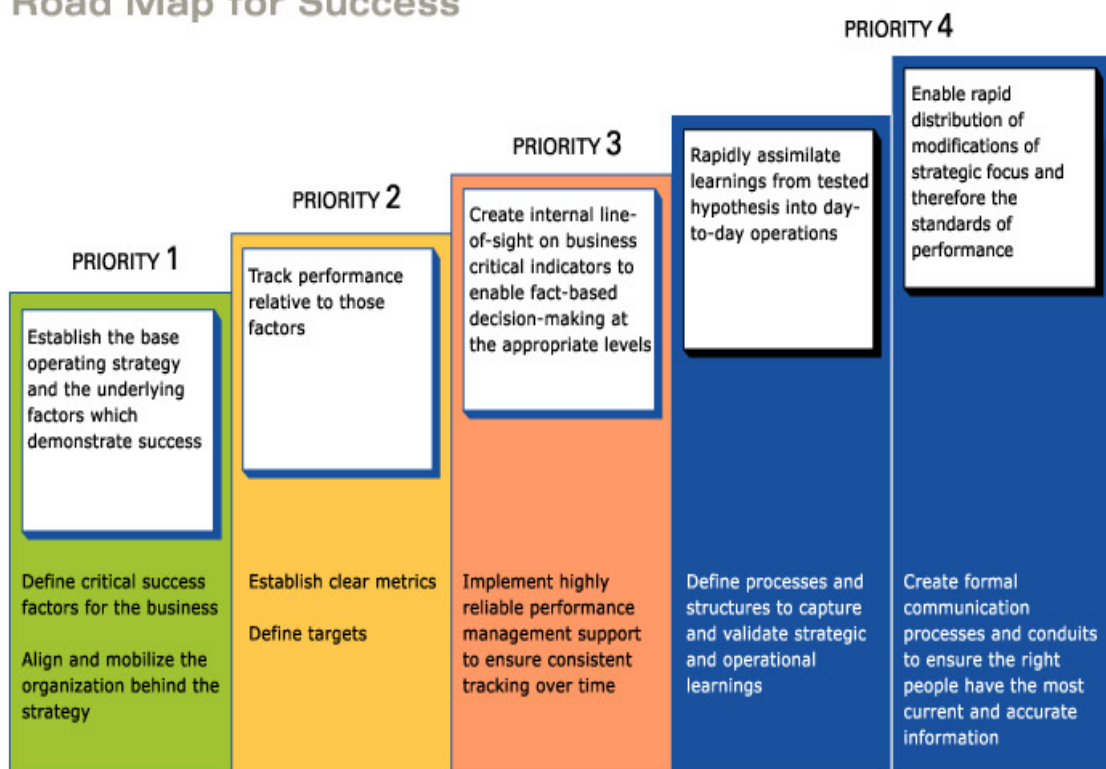 Road Map for Success
PRIORITY 1
Establish the base
operating strategy
and the underlying
factors which
demonstrate success
Define critical success
factors for the business
Align and mobilize the
organization behind the
strategy
PRIORITY 2
Track performance
relative to those
factors
Establish clear metrics
Define targets
PRIORITY 3
Create internal line-
of-sight on business
critical indicators to
enable fact-based
decision-making at
the appropriate levels
Implement highly
reliable performance
management support
to ensure consistent
tracking over time
PRIORITY 4
Rapidly assimilate
learnings from tested
hypothesis into day-
to-day operations
Define processes and
structures to capture
and validate strategic
and operational
learnings
Enable rapid
distribution of
modifications of
strategic focus and
therefore the
standards of
performance
Create formal
communication
processes and conduits
to ensure the right
people have the most
current and accurate
information